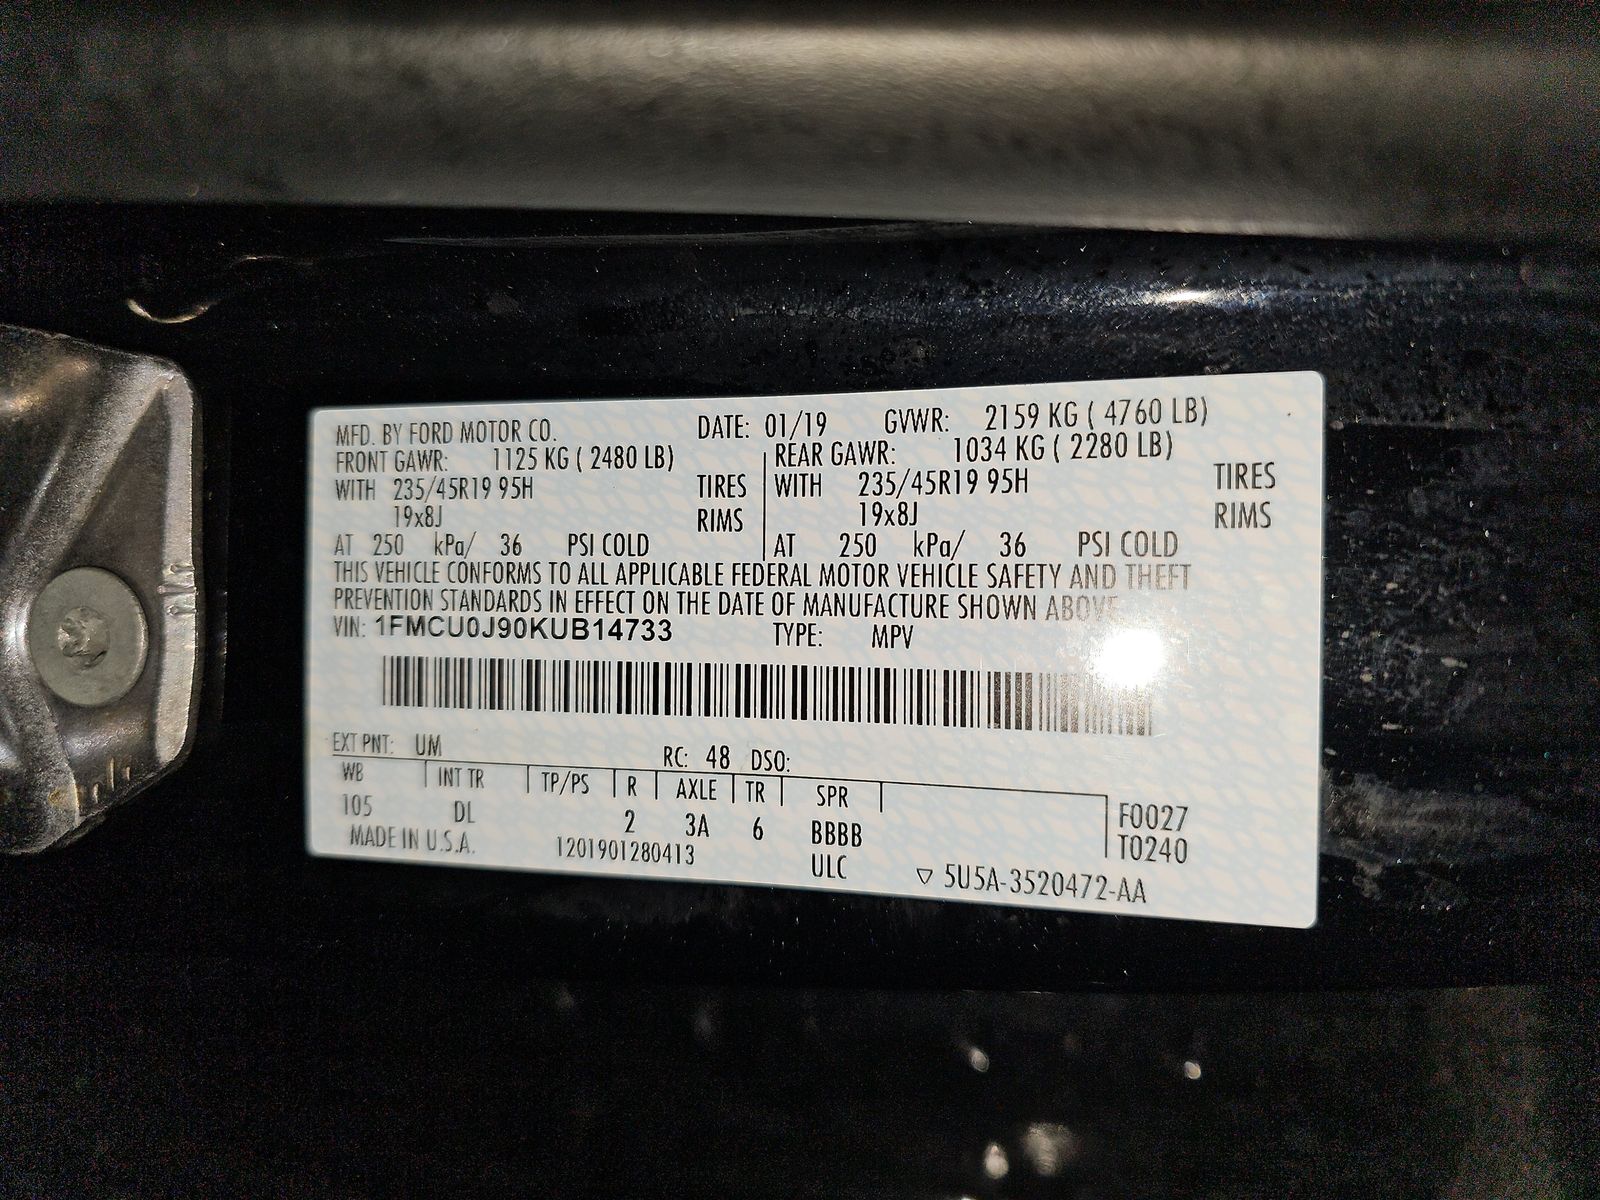 MFD. BY FORD MOTOR CO. DATE: 01/19 GVWR: 2159 KG ( 4760 LB)
FRONT GAWR: 1125 KG ( 2480 LB) REAR GAWR: 1034 KG ( 2280 LB)
WITH 235/45R19 95H TIRES WITH 235/45R19 95H TIRES
19x8J RIMS 19x8J RIMS
AT 250 kPa/ 36 PSI COLD AT 250 kPa/ 36 PSI COLD
THIS VEHICLE CONFORMS TO ALL APPLICABLE FEDERAL MOTOR VEHICLE SAFETY AND THEFT
PREVENTION STANDARDS IN EFFECT ON THE DATE OF MANUFACTURE SHOWN ABOVE
VIN: 1FMCU0J90KUB14733 TYPE: MPV
EXT PNT: UM RC: 48 DSO:
WB INT TR TP/PS R AXLE TR SPR
105 DL 2 3A 6 BBBB F0027
MADE IN U.S.A. 1201901280413 ULC T0240
▽ 5U5A-3520472-AA